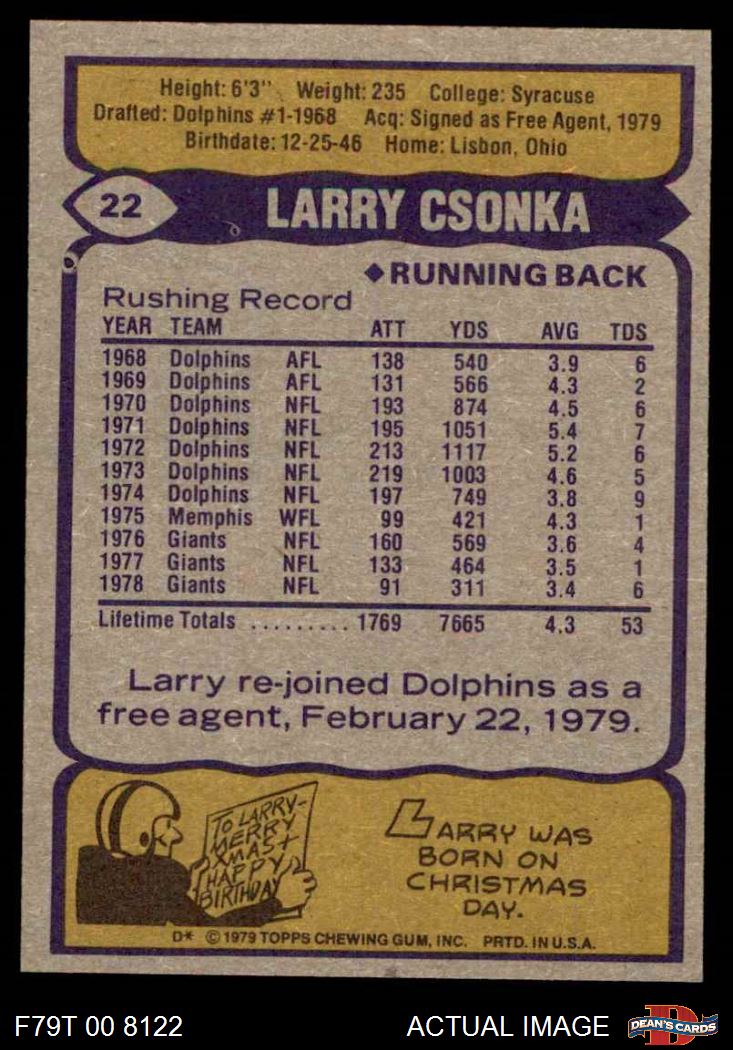 Height: 6'3'' Weight: 235 College: Syracuse
Drafted: Dolphins #1-1968 Acq: Signed as Free Agent, 1979
Birthdate: 12-25-46 Home: Lisbon, Ohio
22 LARRY CSONKA
◆RUNNING BACK
Rushing Record
YEAR TEAM ATT YDS AVG TDS
1968 Dolphins AFL 138 540 3.9 6
1969 Dolphins AFL 131 566 4.3 2
1970 Dolphins NFL 193 874 4.5 6
1971 Dolphins NFL 195 1051 5.4 7
1972 Dolphins NFL 213 1117 5.2 6
1973 Dolphins NFL 219 1003 4.6 5
1974 Dolphins NFL 197 749 3.8 9
1975 Memphis WFL 99 421 4.3 1
1976 Giants NFL 160 569 3.6 4
1977 Giants NFL 133 464 3.5 1
1978 Giants NFL 91 311 3.4 6
Lifetime Totals ......... 1769 7665 4.3 53
Larry re-joined Dolphins as a
free agent, February 22, 1979.
TO LARRY-
MERRY
XMAS +
HAPPY
BIRTHDAY
LARRY WAS
BORN ON
CHRISTMAS
DAY.
D* © 1979 TOPPS CHEWING GUM, INC. PRTD. IN U.S.A.
F79T 00 8122 ACTUAL IMAGE DEAN'S CARDS